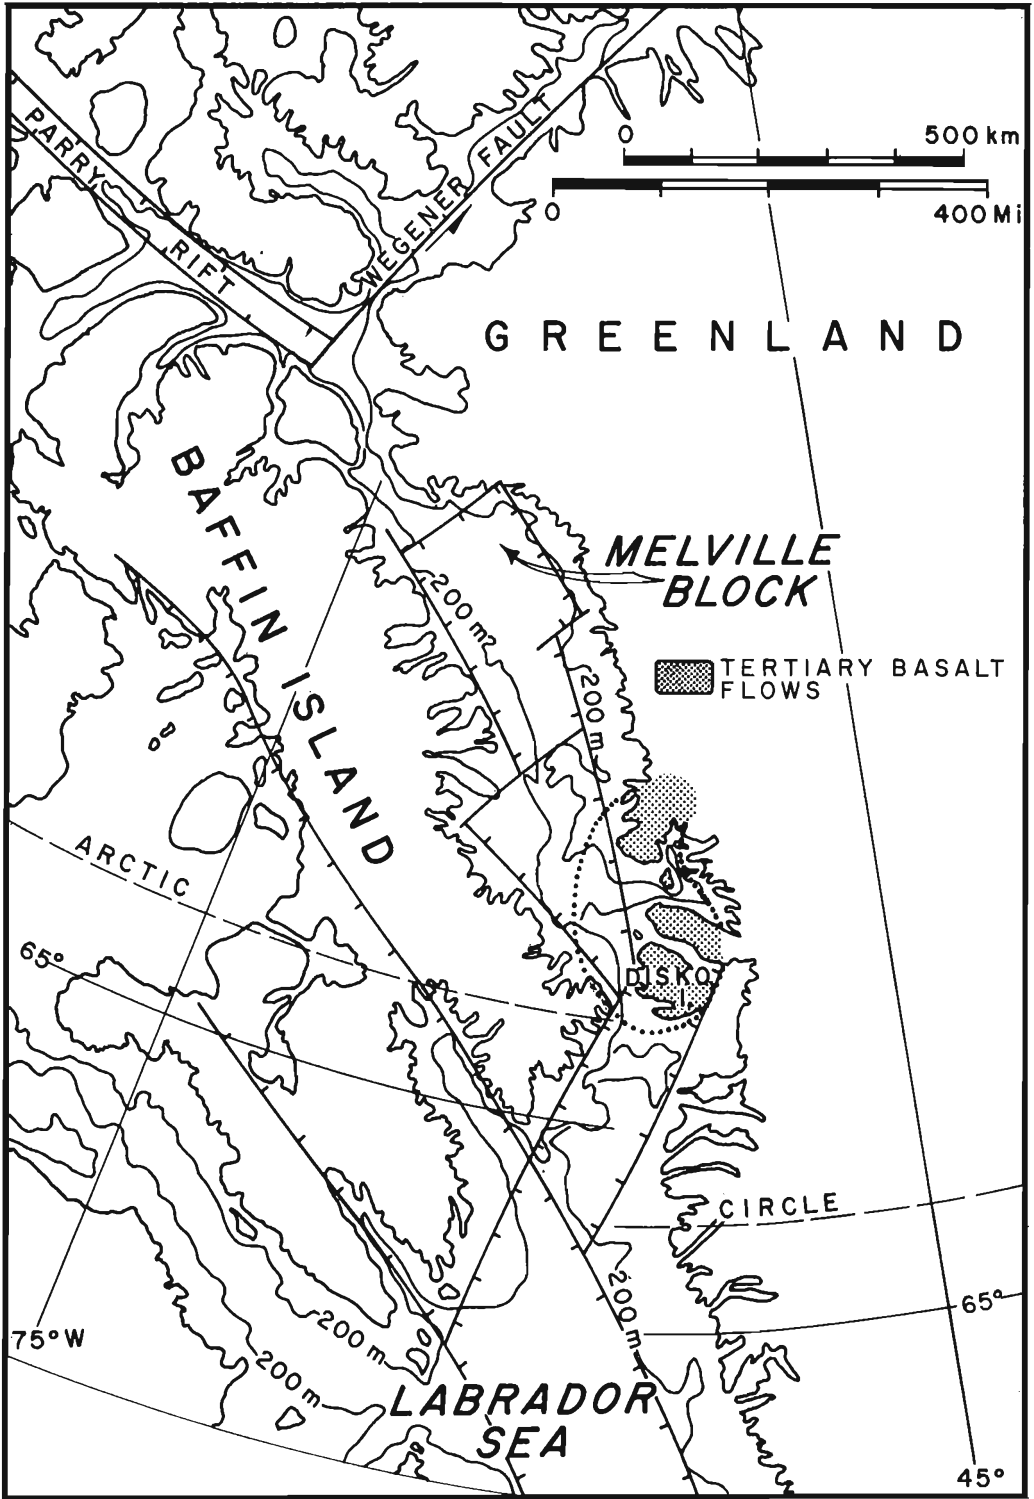 PARRY
RIFT
WEGENER FAULT
0 500 km
0 400 Mi
GREENLAND
BAFFIN ISLAND
MELVILLE
BLOCK
200 m
200 m
TERTIARY BASALT
FLOWS
ARCTIC
65°
DISKO
I
CIRCLE
65°
200 m
75° W
200 m
200 m
LABRADOR
SEA
45°